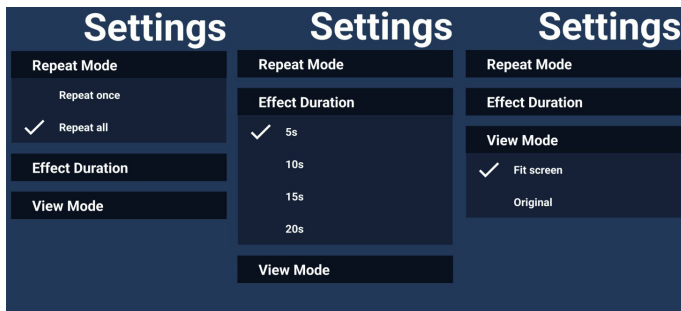 Settings
Repeat Mode
Repeat once
Repeat all
Effect Duration
View Mode
Settings
Repeat Mode
Effect Duration
5s
10s
15s
20s
View Mode
Settings
Repeat Mode
Effect Duration
View Mode
Fit screen
Original